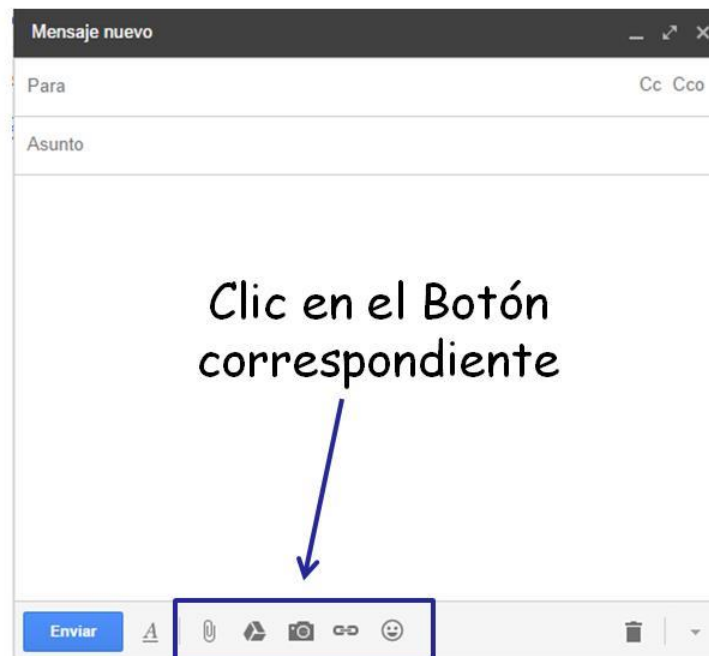 Mensaje nuevo
Para Cc Cco
Asunto
Clic en el Botón
correspondiente
Enviar A